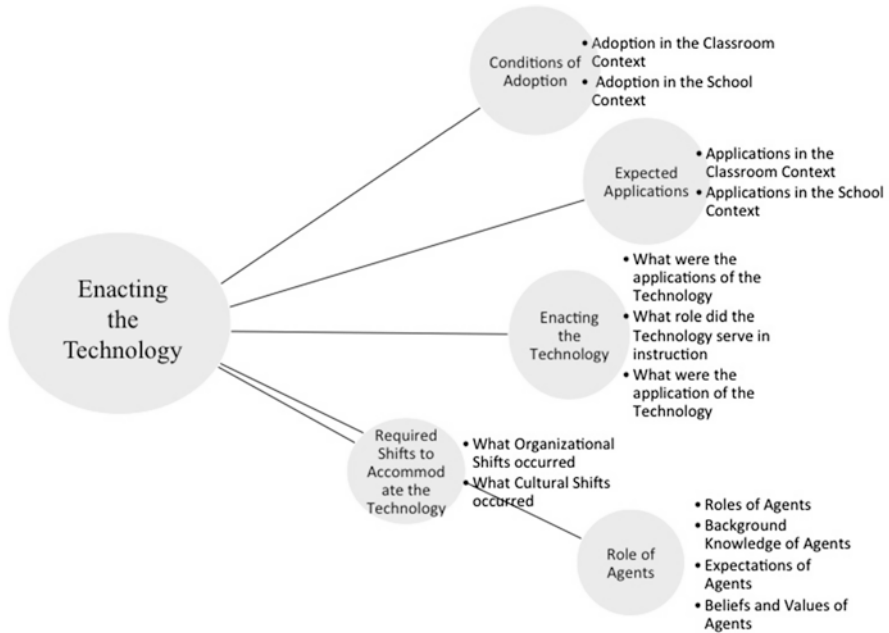 Enacting
the
Technology
Conditions of
Adoption
• Adoption in the Classroom
Context
• Adoption in the School
Context
Expected
Applications
• Applications in the
Classroom Context
• Applications in the School
Context
Enacting
the
Technology
• What were the
applications of the
Technology
• What role did the
Technology serve in
instruction
• What were the
application of the
Technology
Required
Shifts to
Accommod
ate the
Technology
• What Organizational
Shifts occurred
• What Cultural Shifts
occurred
Role of
Agents
• Roles of Agents
• Background
Knowledge of Agents
• Expectations of
Agents
• Beliefs and Values of
Agents